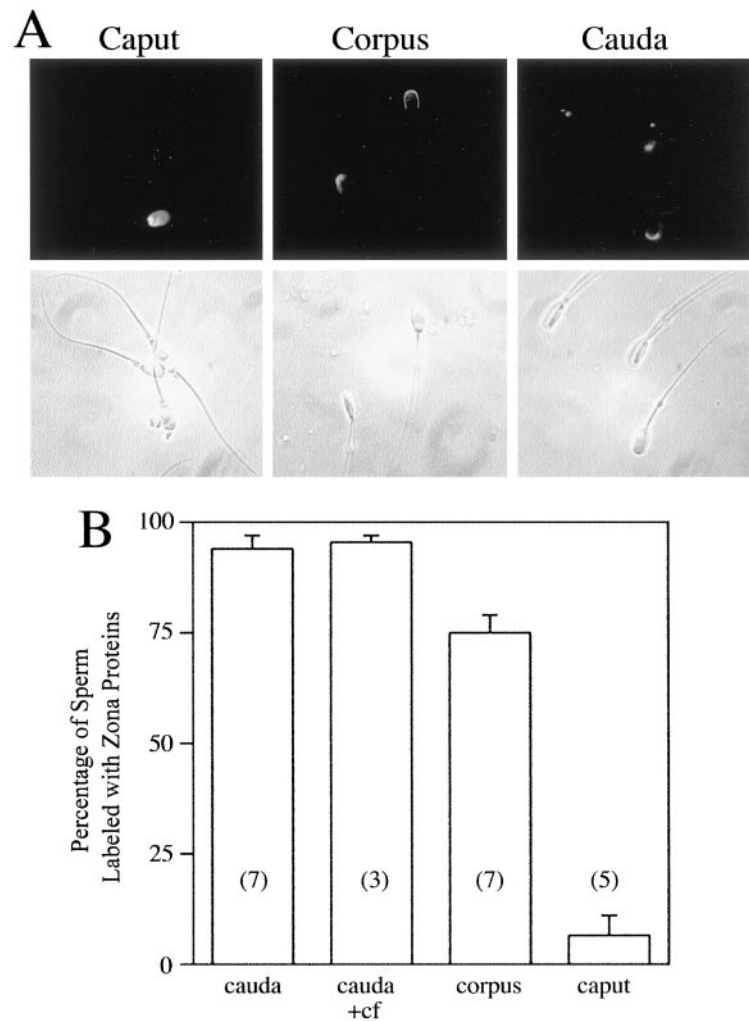 A
Caput Corpus Cauda
B
Percentage of Sperm
Labeled with Zona Proteins
100
75
50
25
0
(7) (3) (7) (5)
cauda cauda corpus caput
+cf